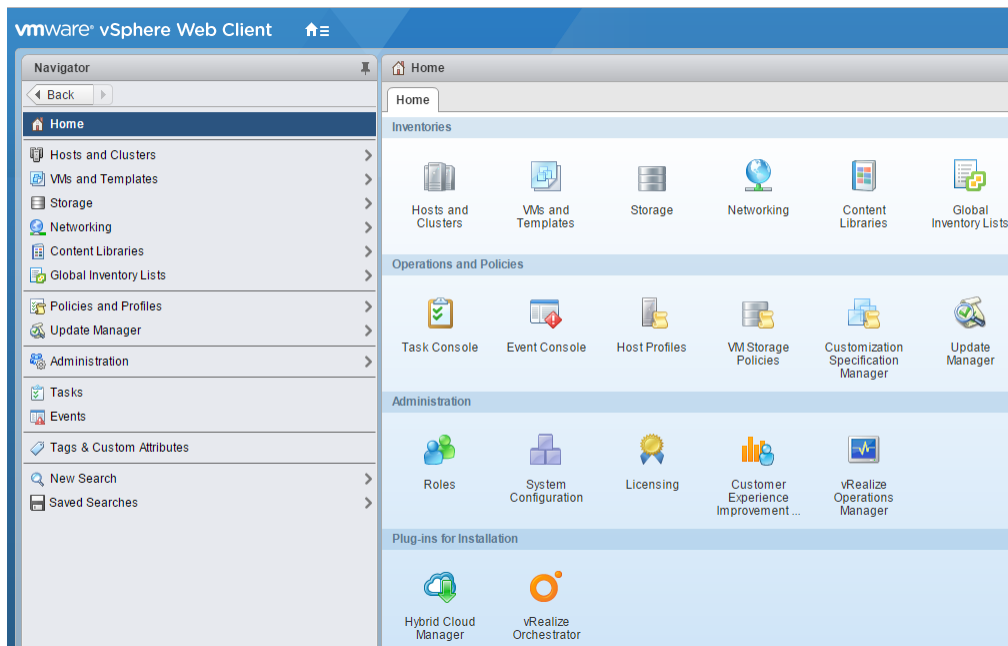 vmware® vSphere Web Client
Navigator
Back
Home
Hosts and Clusters
VMs and Templates
Storage
Networking
Content Libraries
Global Inventory Lists
Policies and Profiles
Update Manager
Administration
Tasks
Events
Tags & Custom Attributes
New Search
Saved Searches
Home
Home
Inventories
Hosts and
Clusters
VMs and
Templates
Storage
Networking
Content
Libraries
Global
Inventory Lists
Operations and Policies
Task Console
Event Console
Host Profiles
VM Storage
Policies
Customization
Specification
Manager
Update
Manager
Administration
Roles
System
Configuration
Licensing
Customer
Experience
Improvement ...
vRealize
Operations
Manager
Plug-ins for Installation
Hybrid Cloud
Manager
vRealize
Orchestrator